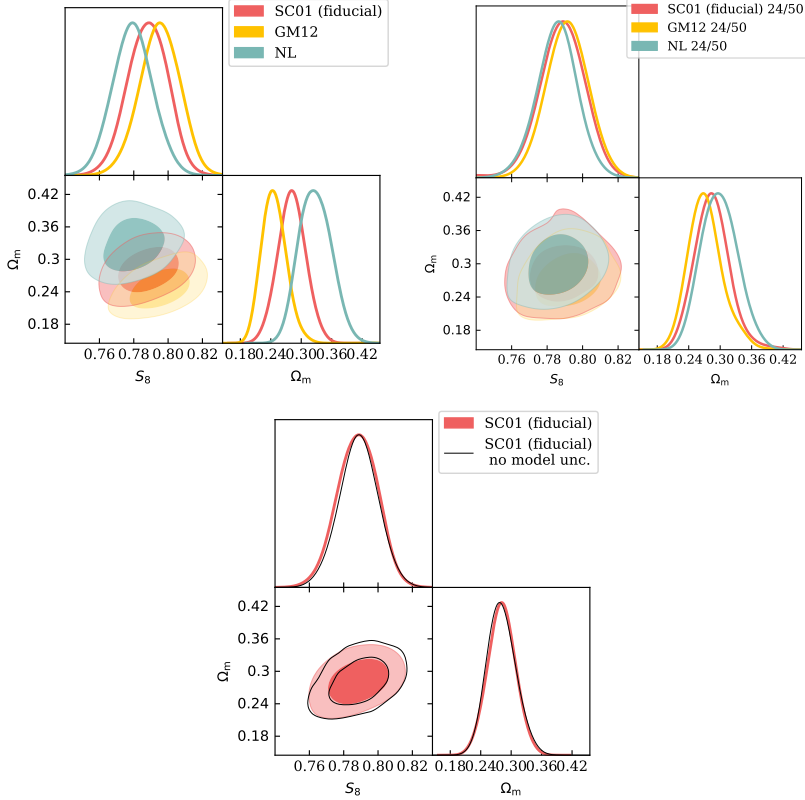 SC01 (fiducial)
GM12
NL
0.42
0.36
0.3
0.24
0.18
Ωm
0.76 0.78 0.80 0.82
S8
0.18 0.24 0.30 0.36 0.42
Ωm
SC01 (fiducial) 24/50
GM12 24/50
NL 24/50
0.42
0.36
0.3
0.24
0.18
Ωm
0.76 0.78 0.80 0.82
S8
0.18 0.24 0.30 0.36 0.42
Ωm
SC01 (fiducial)
SC01 (fiducial)
no model unc.
0.42
0.36
0.3
0.24
0.18
Ωm
0.76 0.78 0.80 0.82
S8
0.18 0.24 0.30 0.36 0.42
Ωm